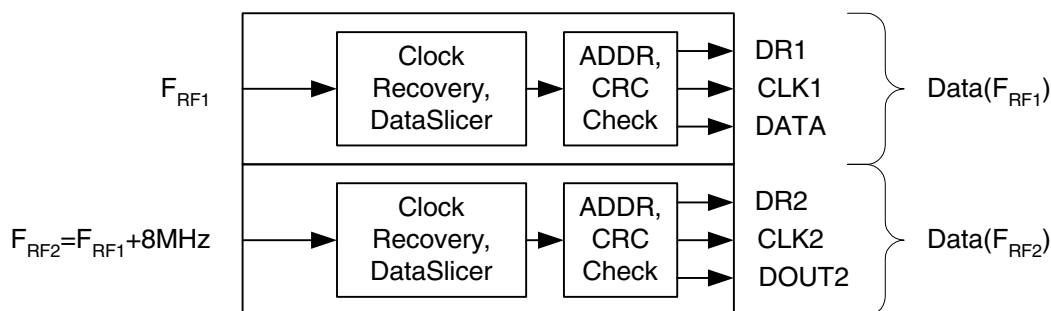 F_RF1
Clock
Recovery,
DataSlicer
ADDR,
CRC
Check
DR1
CLK1
DATA
Data(F_RF1)
F_RF2=F_RF1+8MHz
Clock
Recovery,
DataSlicer
ADDR,
CRC
Check
DR2
CLK2
DOUT2
Data(F_RF2)